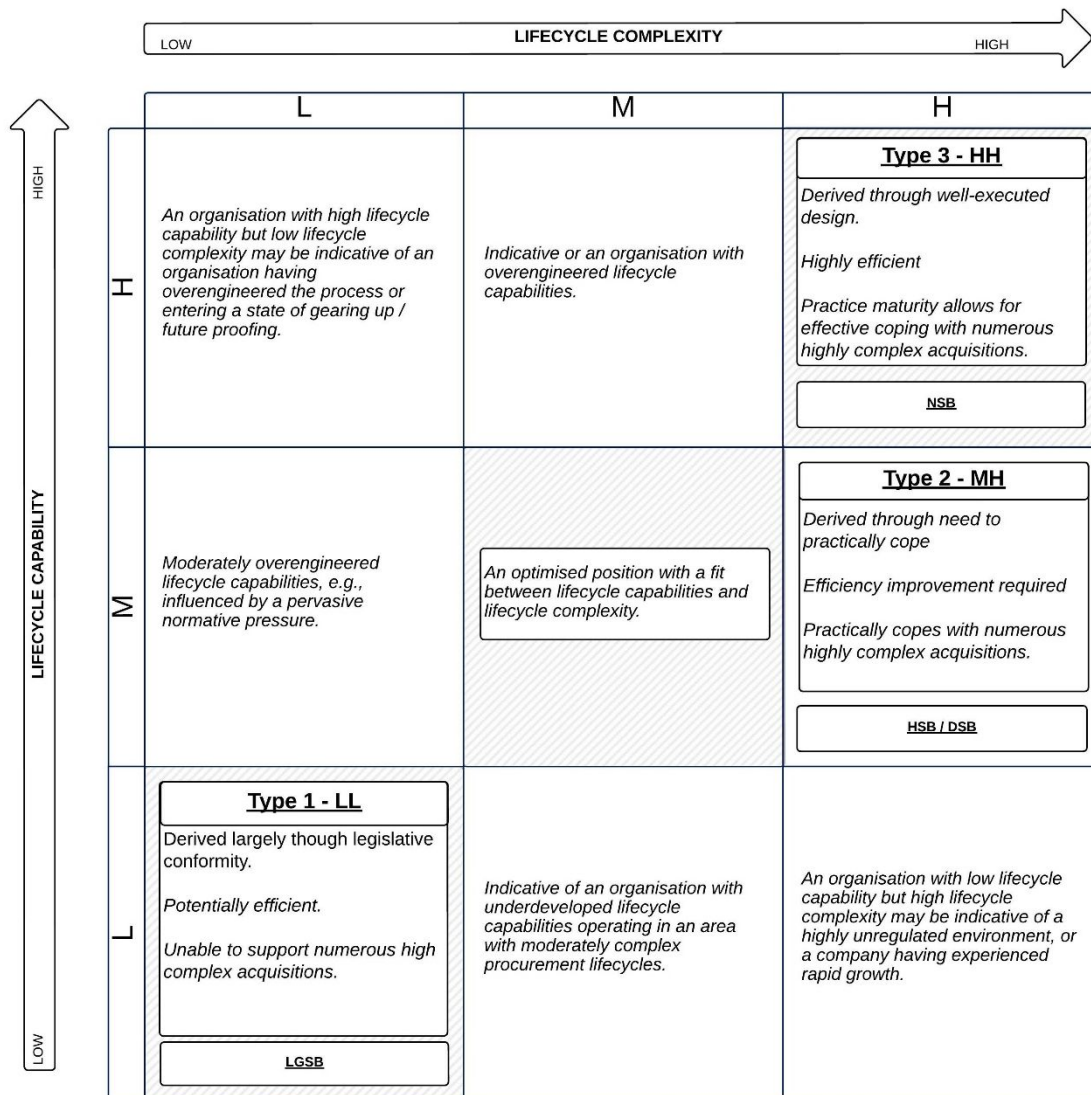 LIFECYCLE COMPLEXITY
LOW
HIGH
L
M
H
HIGH
LIFECYCLE CAPABILITY
LOW
H
An organisation with high lifecycle
capability but low lifecycle
complexity may be indicative of an
organisation having
overengineered the process or
entering a state of gearing up /
future proofing.
Indicative or an organisation with
overengineered lifecycle
capabilities.
Type 3 - HH
Derived through well-executed
design.
Highly efficient
Practice maturity allows for
effective coping with numerous
highly complex acquisitions.
NSB
M
Moderately overengineered
lifecycle capabilities, e.g.,
influenced by a pervasive
normative pressure.
An optimised position with a fit
between lifecycle capabilities and
lifecycle complexity.
Type 2 - MH
Derived through need to
practically cope
Efficiency improvement required
Practically copes with numerous
highly complex acquisitions.
HSB / DSB
L
Type 1 - LL
Derived largely though legislative
conformity.
Potentially efficient.
Unable to support numerous high
complex acquisitions.
LGSB
Indicative of an organisation with
underdeveloped lifecycle
capabilities operating in an area
with moderately complex
procurement lifecycles.
An organisation with low lifecycle
capability but high lifecycle
complexity may be indicative of a
highly unregulated environment, or
a company having experienced
rapid growth.